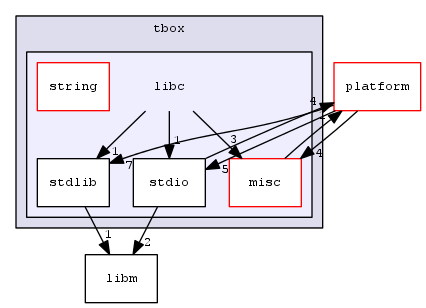 tbox
string
libc
platform
4
1
1
3
7
5
4
stdlib
stdio
misc
1
2
libm